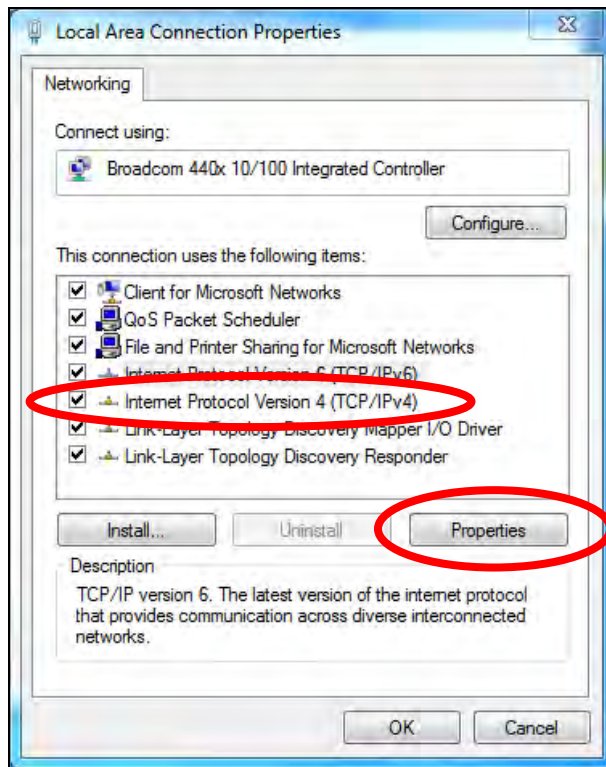 Local Area Connection Properties
Networking
Connect using:
Broadcom 440x 10/100 Integrated Controller
Configure...
This connection uses the following items:
Client for Microsoft Networks
QoS Packet Scheduler
File and Printer Sharing for Microsoft Networks
Internet Protocol Version 6 (TCP/IPv6)
Internet Protocol Version 4 (TCP/IPv4)
Link-Layer Topology Discovery Mapper I/O Driver
Link-Layer Topology Discovery Responder
Install...
Uninstall
Properties
Description
TCP/IP version 6. The latest version of the internet protocol
that provides communication across diverse interconnected
networks.
OK
Cancel